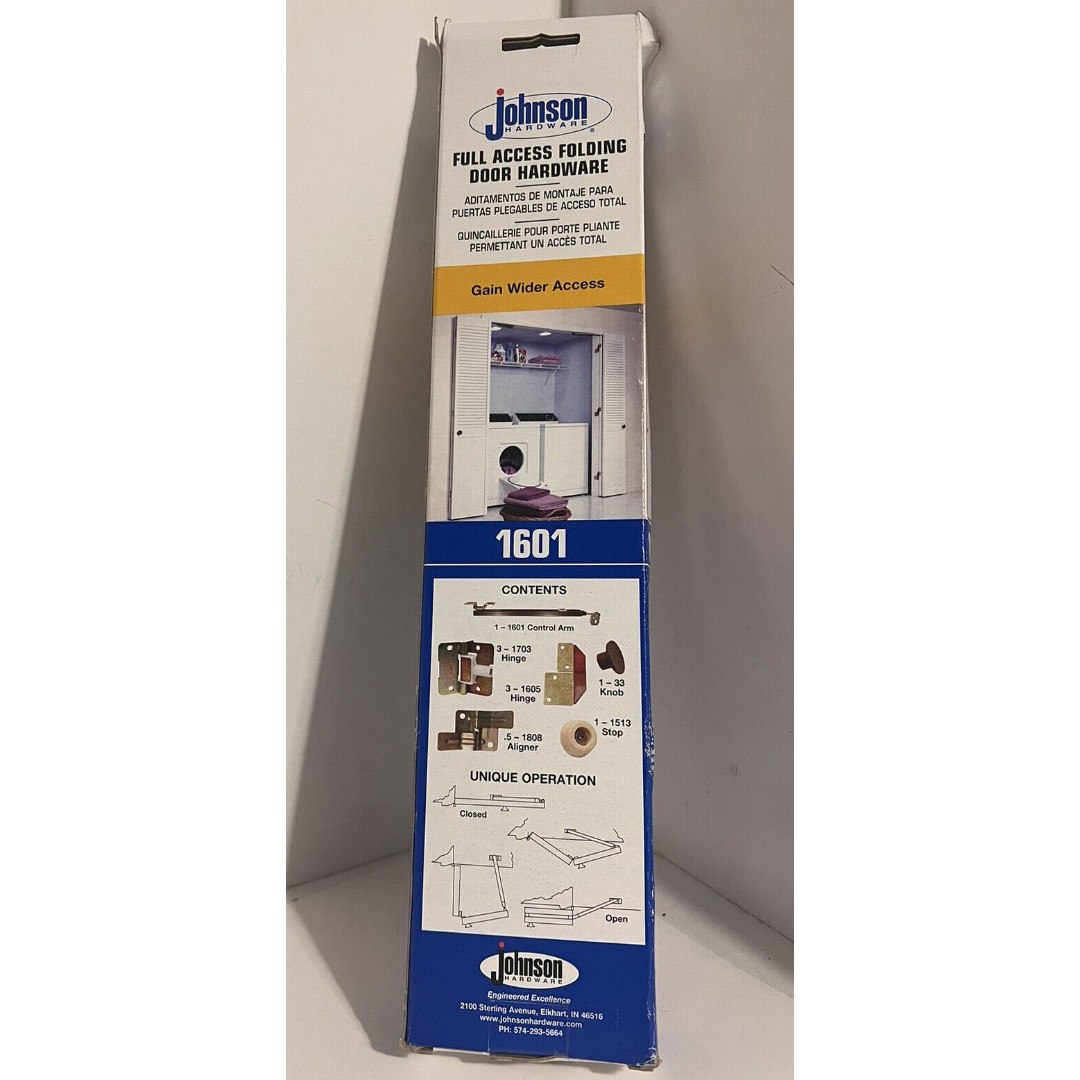 Johnson
HARDWARE®
FULL ACCESS FOLDING
DOOR HARDWARE
ADITAMENTOS DE MONTAJE PARA
PUERTAS PLEGABLES DE ACCESO TOTAL
QUINCAILLERIE POUR PORTE PLIANTE
PERMETTANT UN ACCÈS TOTAL
Gain Wider Access
1601
CONTENTS
1 – 1601 Control Arm
3 – 1703
Hinge
3 – 1605
Hinge
1 – 33
Knob
.5 – 1808
Aligner
1 – 1513
Stop
UNIQUE OPERATION
Closed
Open
Johnson
HARDWARE
Engineered Excellence
2100 Sterling Avenue, Elkhart, IN 46516
www.johnsonhardware.com
PH: 574-293-5664